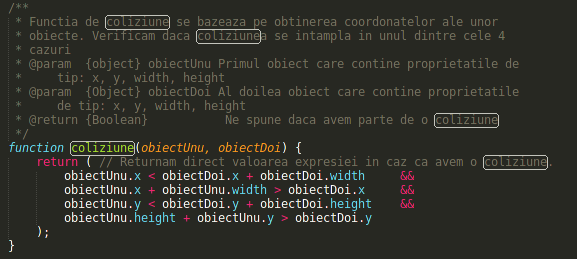 /**
 * Functia de coliziune se bazeaza pe obtinerea coordonatelor ale unor
 * obiecte. Verificam daca coliziunea se intampla in unul dintre cele 4
 * cazuri
 * @param  {object} obiectUnu Primul obiect care contine proprietatile de
 *     tip: x, y, width, height
 * @param  {Object} obiectDoi Al doilea obiect care contine proprietatile
 *     de tip: x, y, width, height
 * @return {Boolean}           Ne spune daca avem parte de o coliziune
 */
function coliziune(obiectUnu, obiectDoi) {
    return ( // Returnam direct valoarea expresiei in caz ca avem o coliziune.
        obiectUnu.x < obiectDoi.x + obiectDoi.width     &&
        obiectUnu.x + obiectUnu.width > obiectDoi.x     &&
        obiectUnu.y < obiectDoi.y + obiectDoi.height    &&
        obiectUnu.height + obiectUnu.y > obiectDoi.y
    );
}